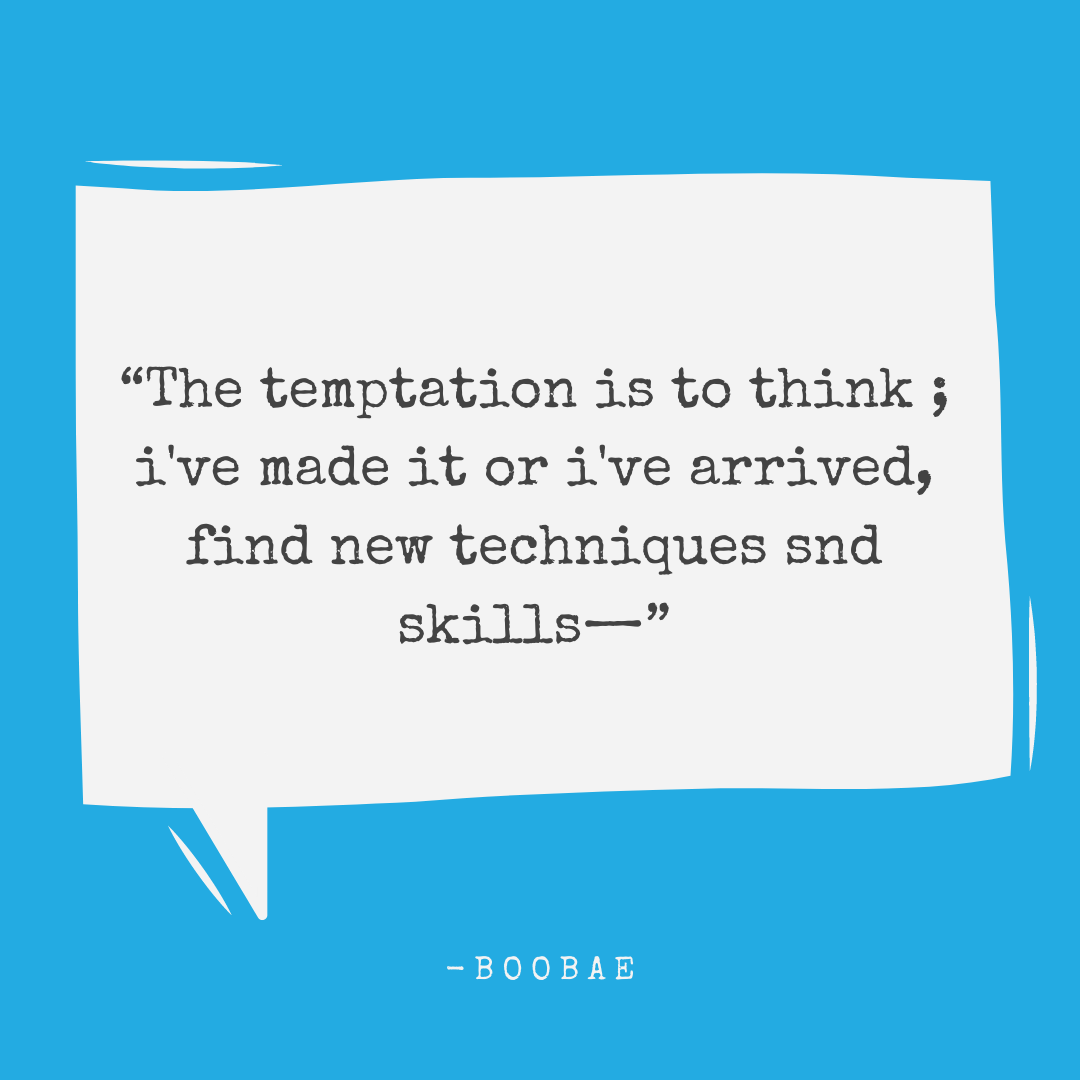 “The temptation is to think ;
i've made it or i've arrived,
find new techniques snd
skills—”
–BOOBAE